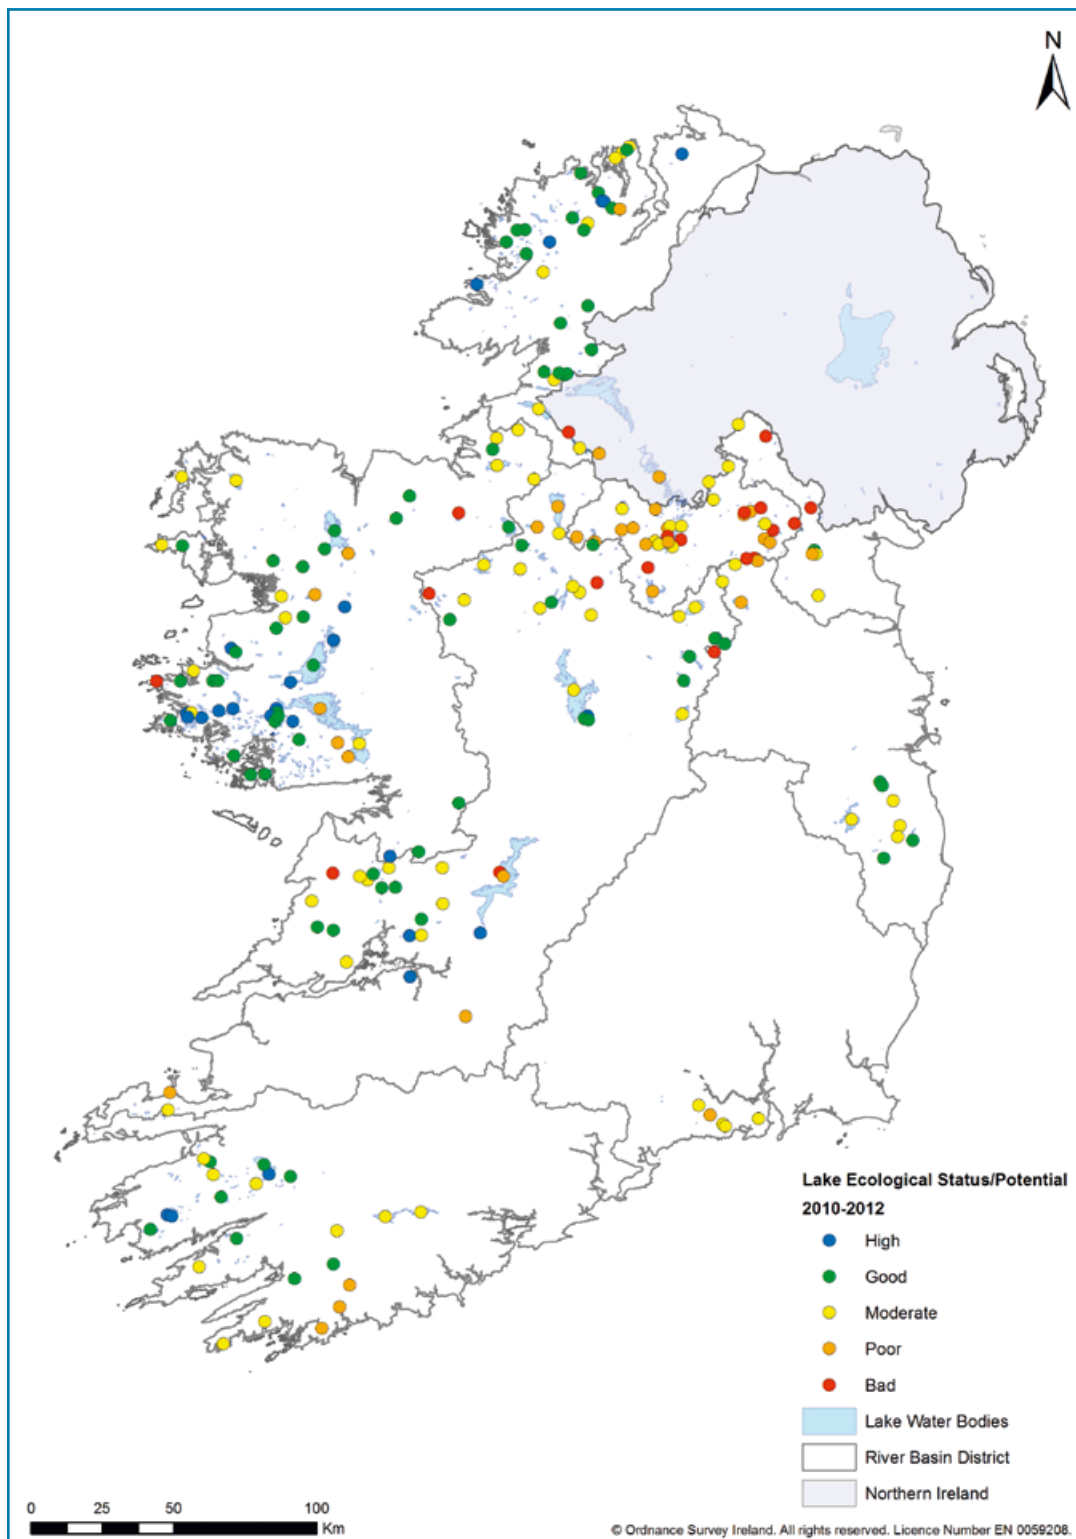 N
Lake Ecological Status/Potential
2010-2012
High
Good
Moderate
Poor
Bad
Lake Water Bodies
River Basin District
Northern Ireland
0 25 50 100
Km
© Ordnance Survey Ireland. All rights reserved. Licence Number EN 0059208.